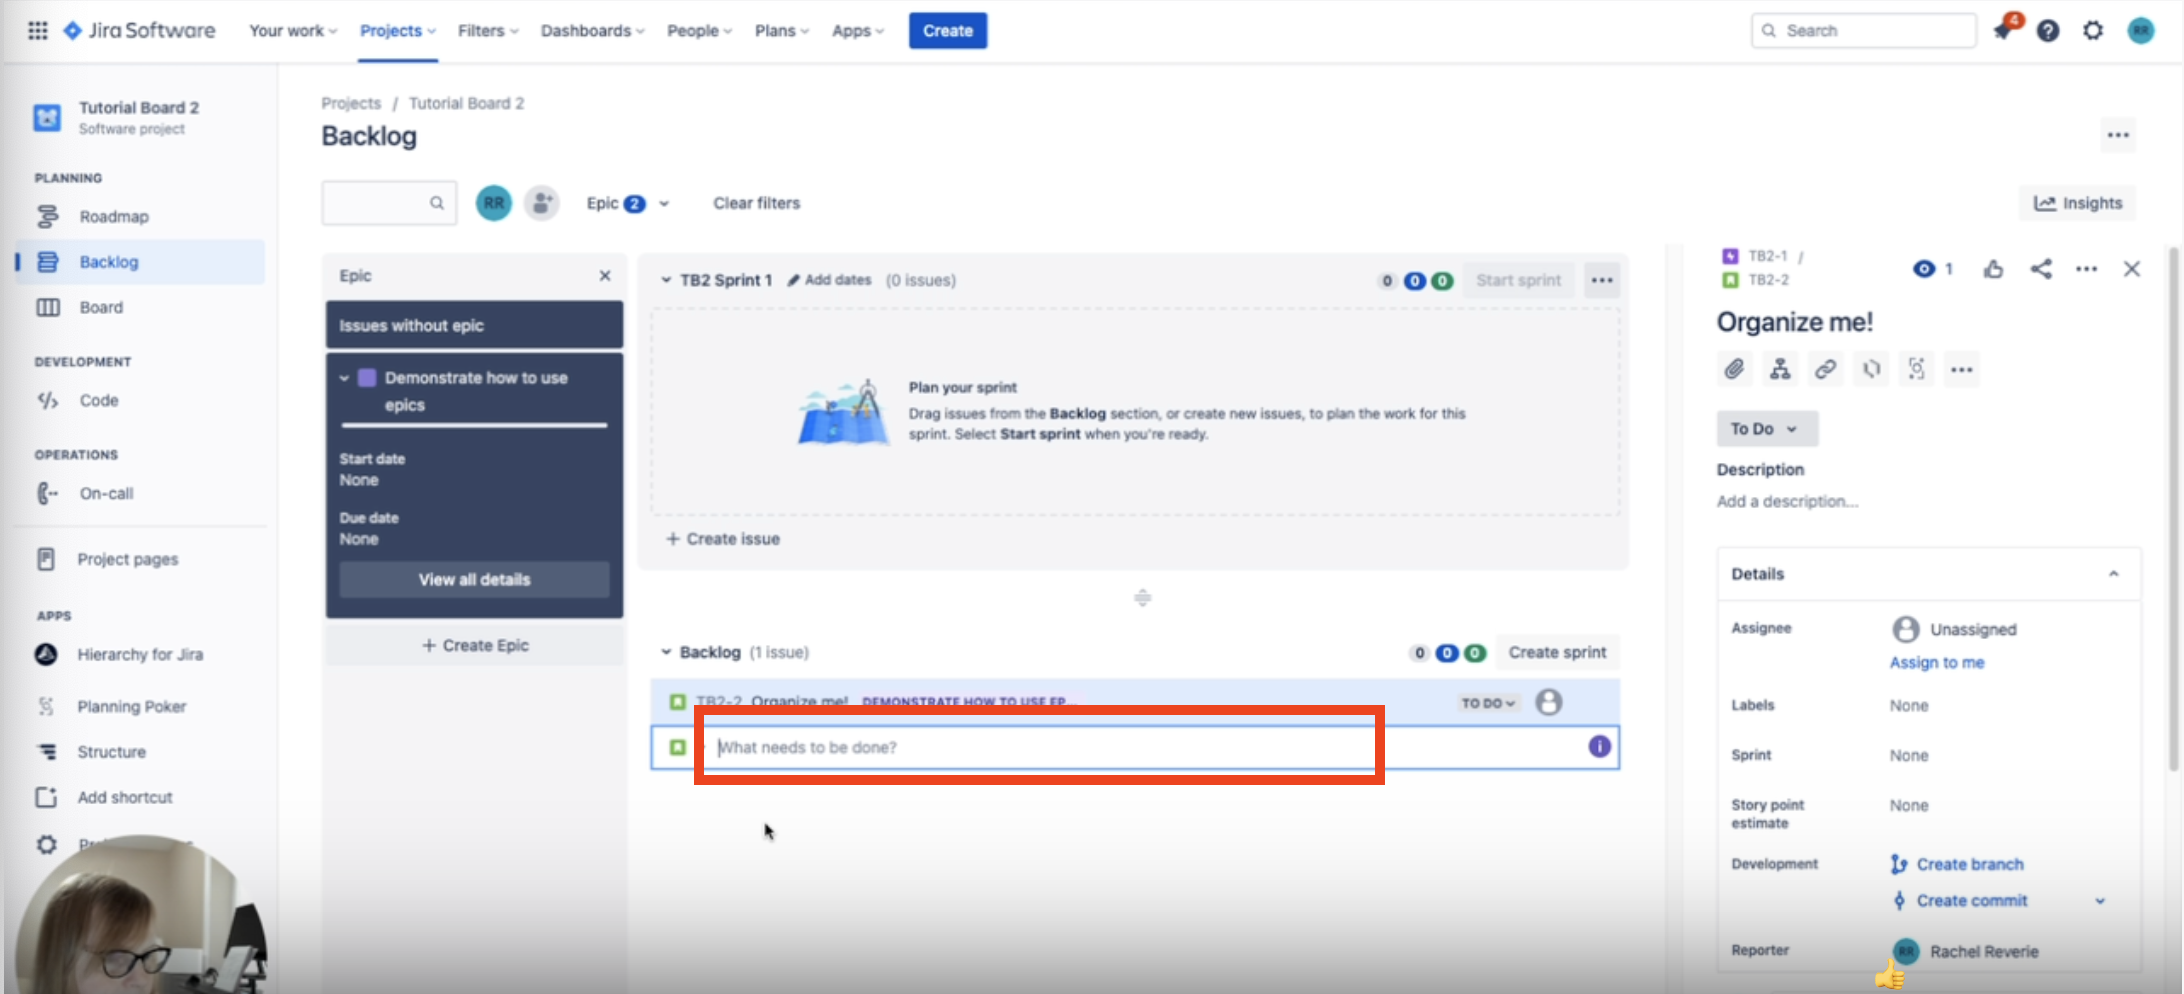 Jira Software
Your work
Projects
Filters
Dashboards
People
Plans
Apps
Create
Search
4
RR
Tutorial Board 2
Software project
PLANNING
Roadmap
Backlog
Board
DEVELOPMENT
Code
OPERATIONS
On-call
Project pages
APPS
Hierarchy for Jira
Planning Poker
Structure
Add shortcut
Projects / Tutorial Board 2
Backlog
RR
Epic 2
Clear filters
Insights
Epic
Issues without epic
Demonstrate how to use
epics
Start date
None
Due date
None
View all details
+ Create Epic
TB2 Sprint 1 Add dates (0 issues)
0 0 0 Start sprint
Plan your sprint
Drag issues from the Backlog section, or create new issues, to plan the work for this
sprint. Select Start sprint when you're ready.
+ Create issue
Backlog (1 issue)
0 0 0 Create sprint
TB2-2 Organize me! DEMONSTRATE HOW TO USE EP...
TO DO
What needs to be done?
TB2-1 /
TB2-2
1
Organize me!
To Do
Description
Add a description...
Details
Assignee
Unassigned
Assign to me
Labels
None
Sprint
None
Story point
estimate
None
Development
Create branch
Create commit
Reporter
RR Rachel Reverie